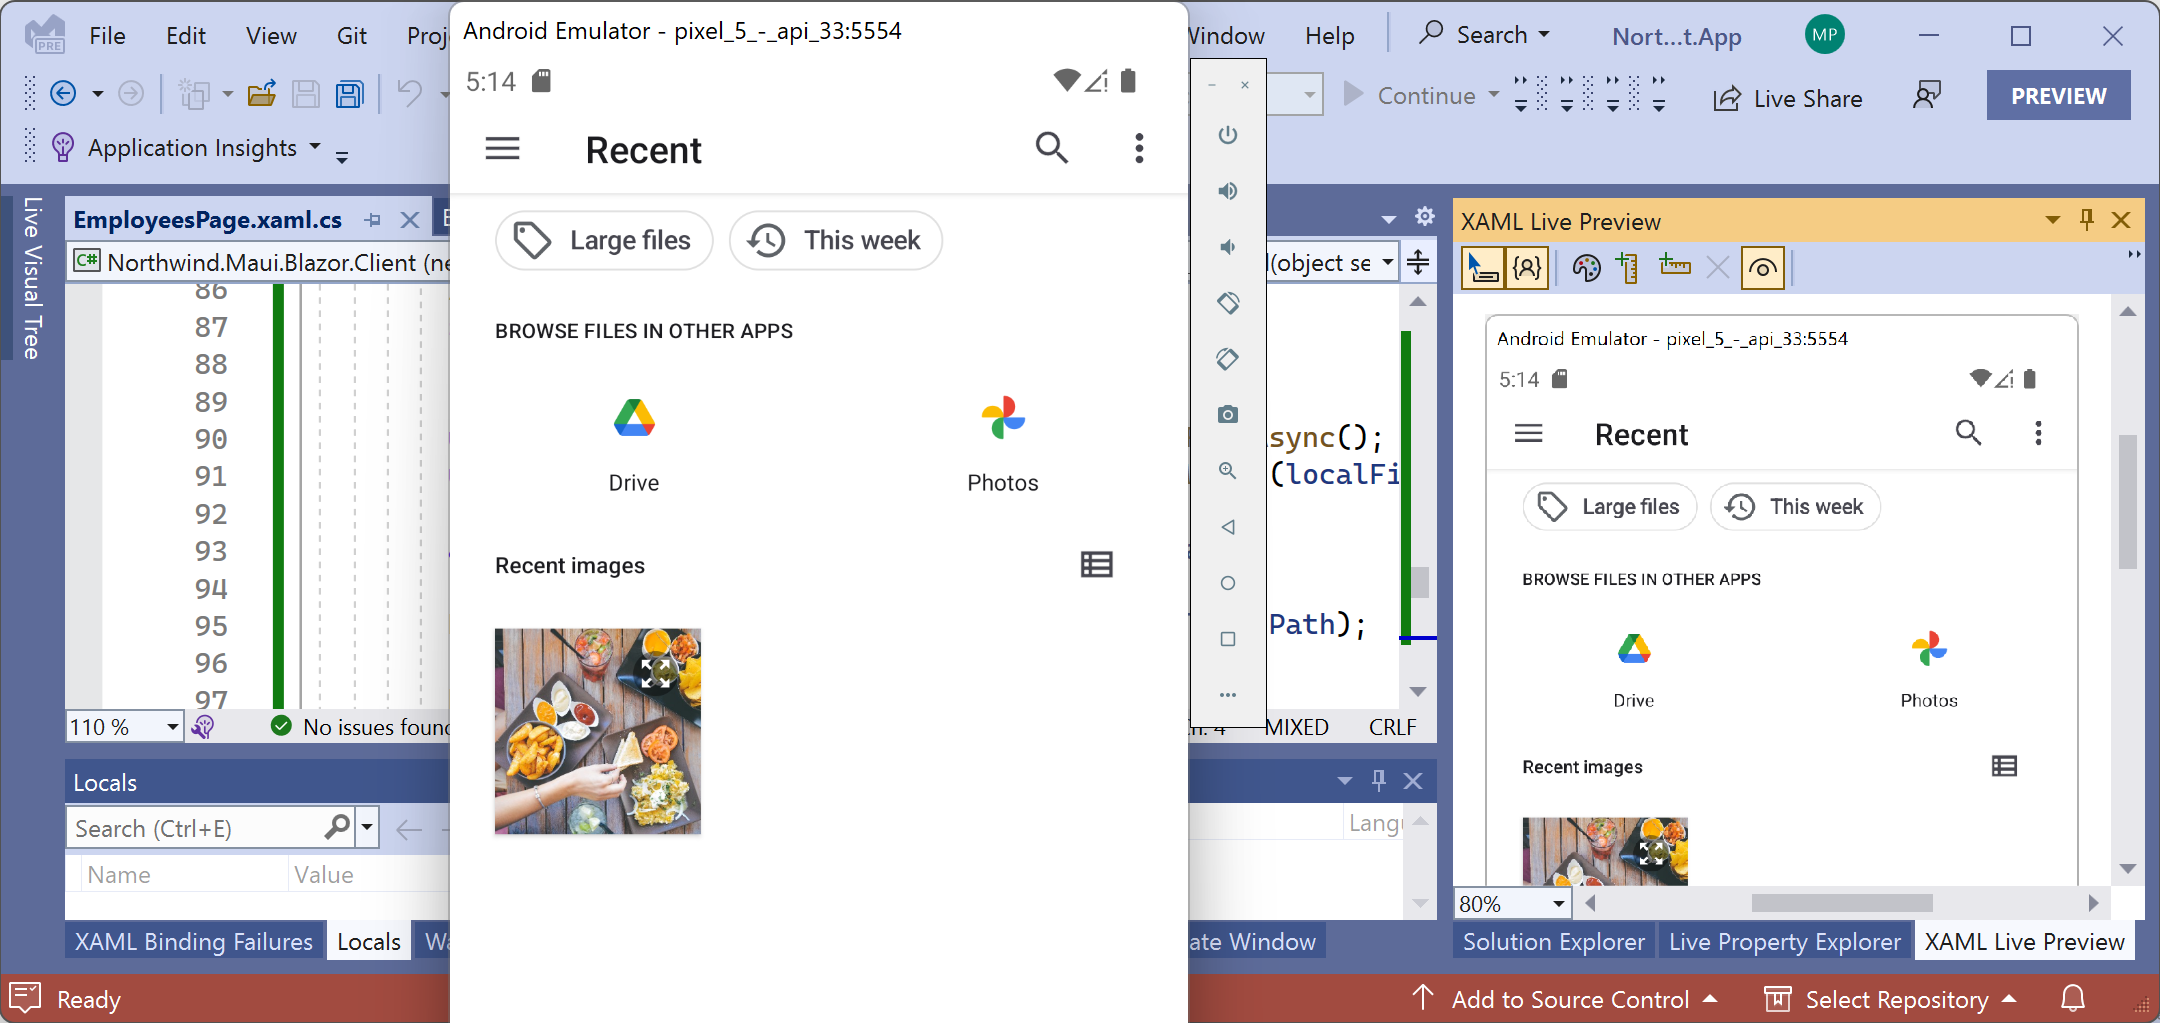 PRE
File Edit View Git
Window Help Search Nort...t.App MP
Continue Live Share PREVIEW
Application Insights
Live Visual Tree
EmployeesPage.xaml.cs
Northwind.Maui.Blazor.Client (ne
(object se
86
87
88
89
90
91
92
93
94
95
96
97
sync();
(localFi
Path);
110 % No issues found
MIXED CRLF
Locals
Search (Ctrl+E)
Name Value
XAML Binding Failures Locals
Window
Android Emulator - pixel_5_-_api_33:5554
5:14
Recent
Large files This week
BROWSE FILES IN OTHER APPS
Drive Photos
Recent images
XAML Live Preview
Android Emulator - pixel_5_-_api_33:5554
5:14
Recent
Large files This week
BROWSE FILES IN OTHER APPS
Drive Photos
Recent images
80%
Solution Explorer Live Property Explorer XAML Live Preview
Ready Add to Source Control Select Repository